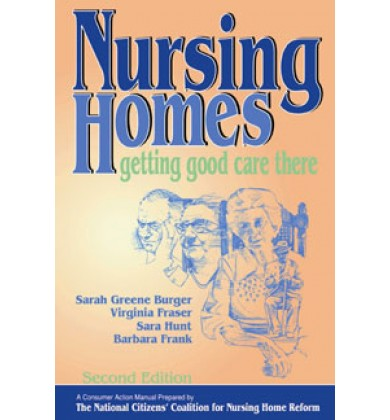 Nursing
Homes
getting good care there
Sarah Greene Burger
Virginia Fraser
Sara Hunt
Barbara Frank
Second Edition
A Consumer Action Manual Prepared by
The National Citizens' Coalition for Nursing Home Reform